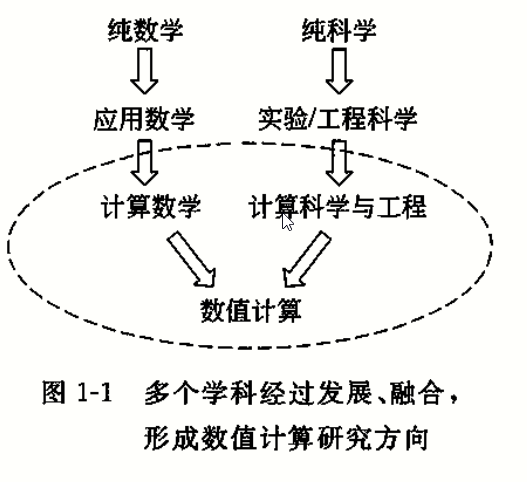 纯数学 纯科学
应用数学 实验/工程科学
计算数学 计算科学与工程
数值计算
图 1-1 多个学科经过发展、融合，
形成数值计算研究方向